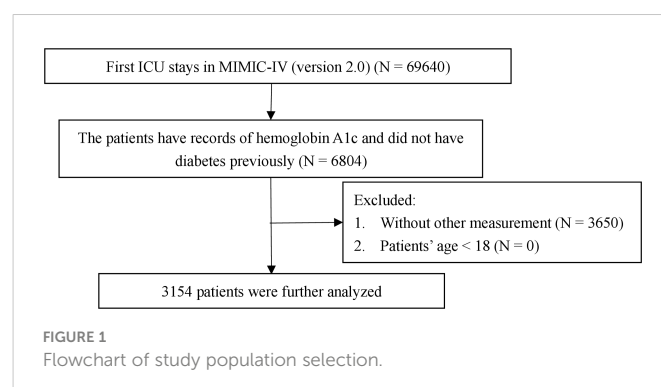 First ICU stays in MIMIC-IV (version 2.0) (N = 69640)
The patients have records of hemoglobin A1c and did not have
diabetes previously (N = 6804)
Excluded:
1. Without other measurement (N = 3650)
2. Patients' age < 18 (N = 0)
3154 patients were further analyzed
FIGURE 1
Flowchart of study population selection.